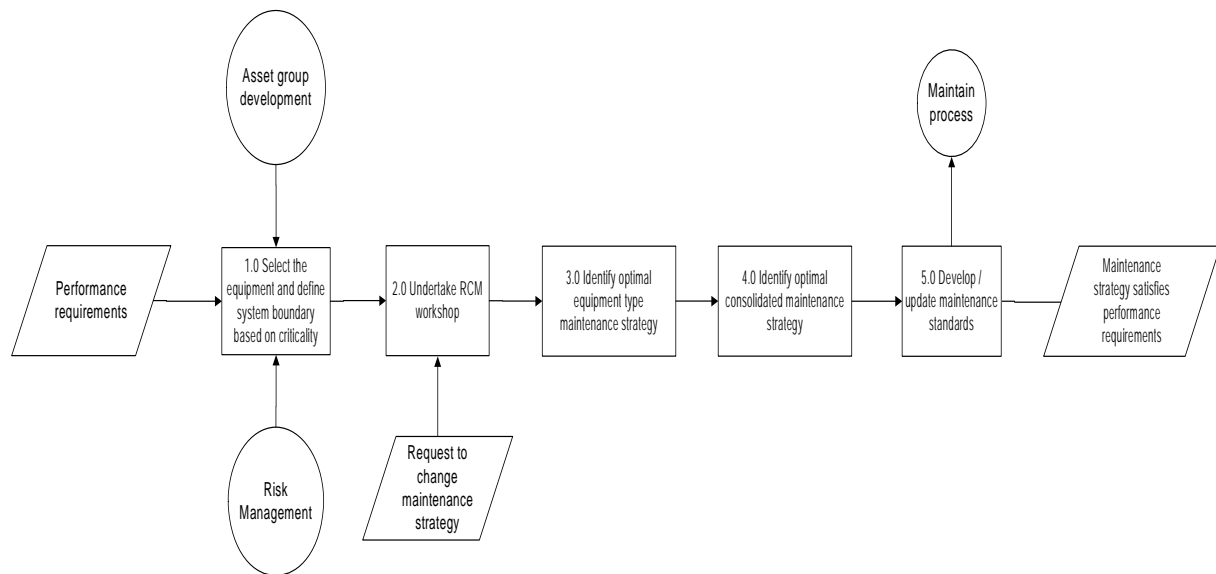 Asset group
development
Maintain
process
Performance
requirements
1.0 Select the
equipment and define
system boundary
based on criticality
2.0 Undertake RCM
workshop
3.0 Identify optimal
equipment type
maintenance strategy
4.0 Identify optimal
consolidated maintenance
strategy
5.0 Develop /
update maintenance
standards
Maintenance
strategy satisfies
performance
requirements
Risk
Management
Request to
change
maintenance
strategy